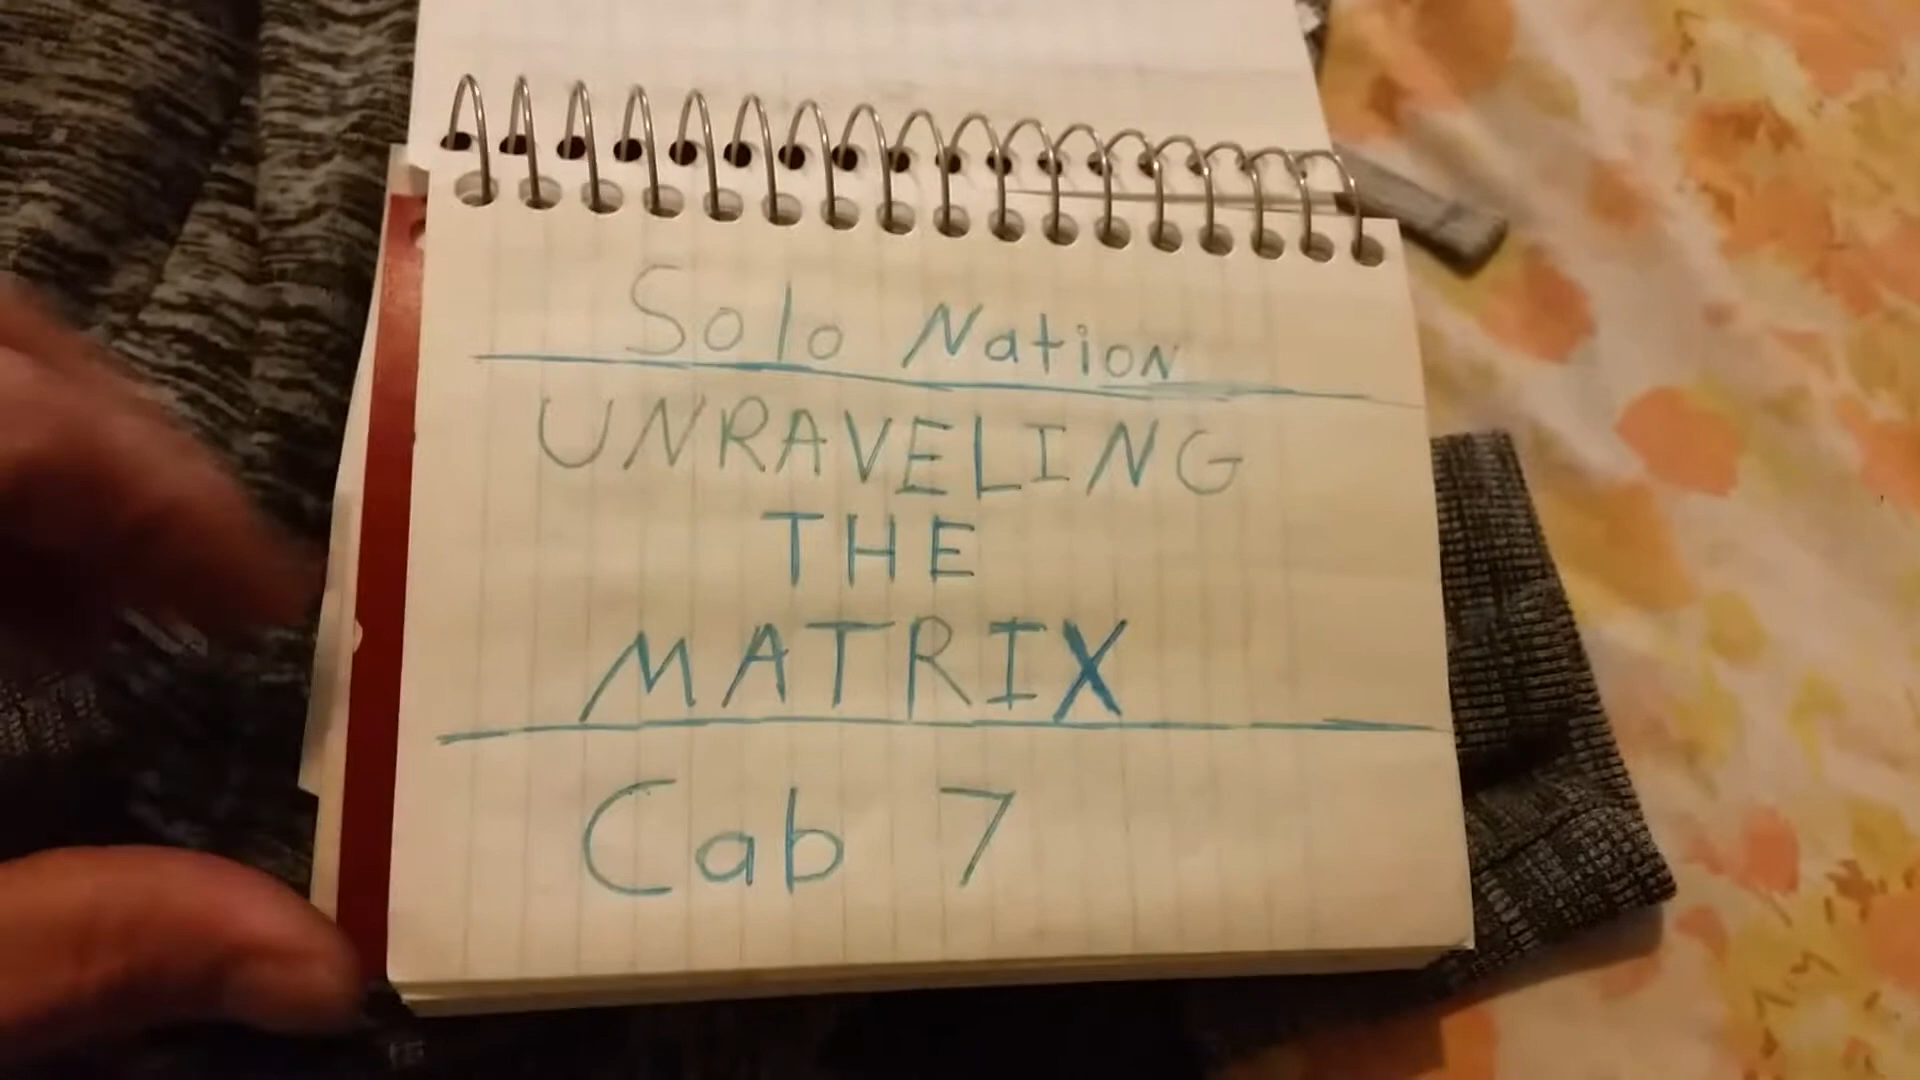 Solo Nation
UNRAVELING
THE
MATRIX
Cab 7